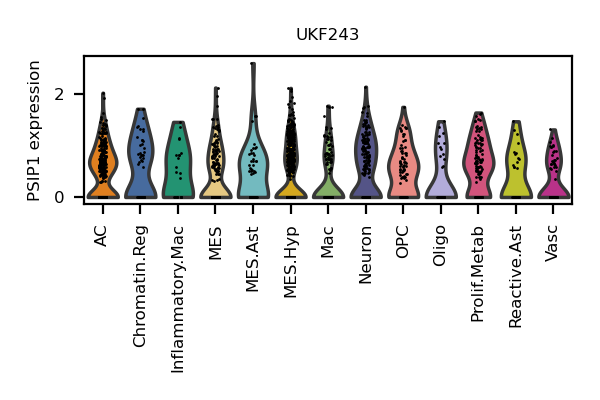 UKF243
PSIP1 expression
2
0
AC
Chromatin.Reg
Inflammatory.Mac
MES
MES.Ast
MES.Hyp
Mac
Neuron
OPC
Oligo
Prolif.Metab
Reactive.Ast
Vasc